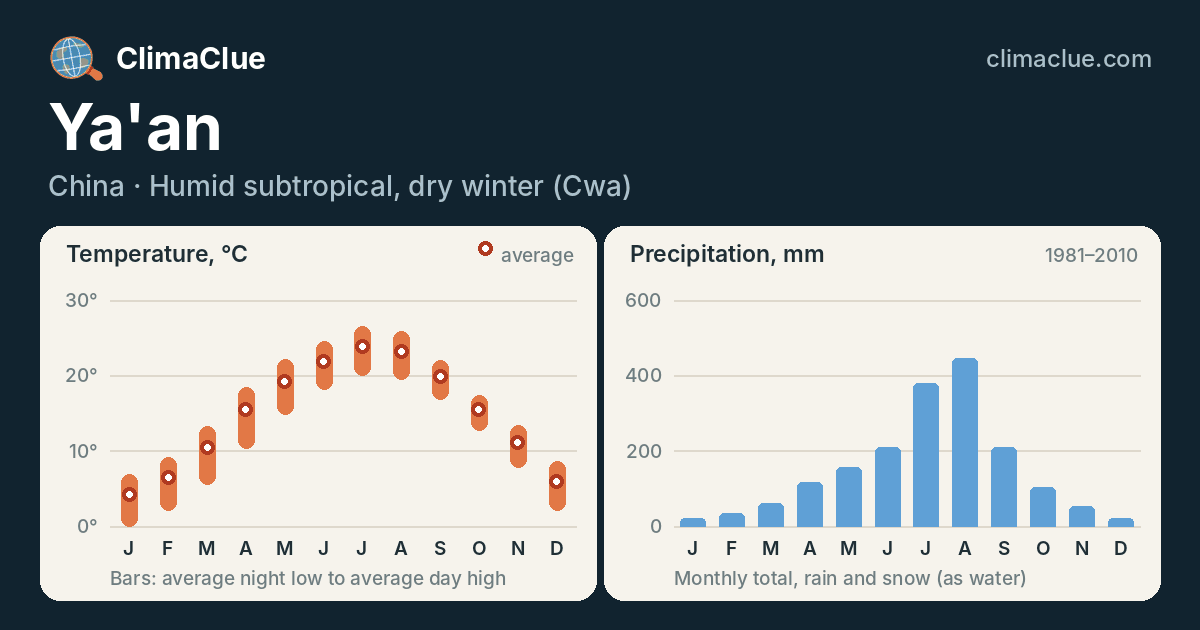 ClimaClue
climaclue.com
Ya'an
China · Humid subtropical, dry winter (Cwa)
Temperature, °C
average
30°
20°
10°
0°
J F M A M J J A S O N D
Bars: average night low to average day high
Precipitation, mm
1981–2010
600
400
200
0
J F M A M J J A S O N D
Monthly total, rain and snow (as water)